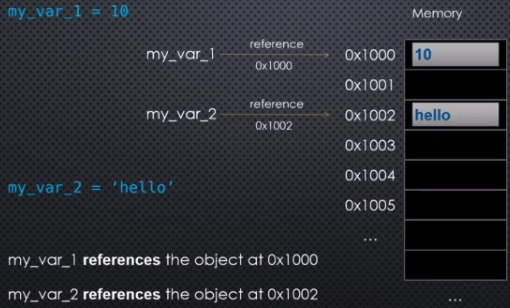 my_var_1 = 10
Memory
my_var_1
reference
0x1000
0x1000
10
0x1001
my_var_2
reference
0x1002
0x1002
hello
0x1003
0x1004
my_var_2 = ‘hello’
0x1005
...
my_var_1 references the object at 0x1000
my_var_2 references the object at 0x1002
...